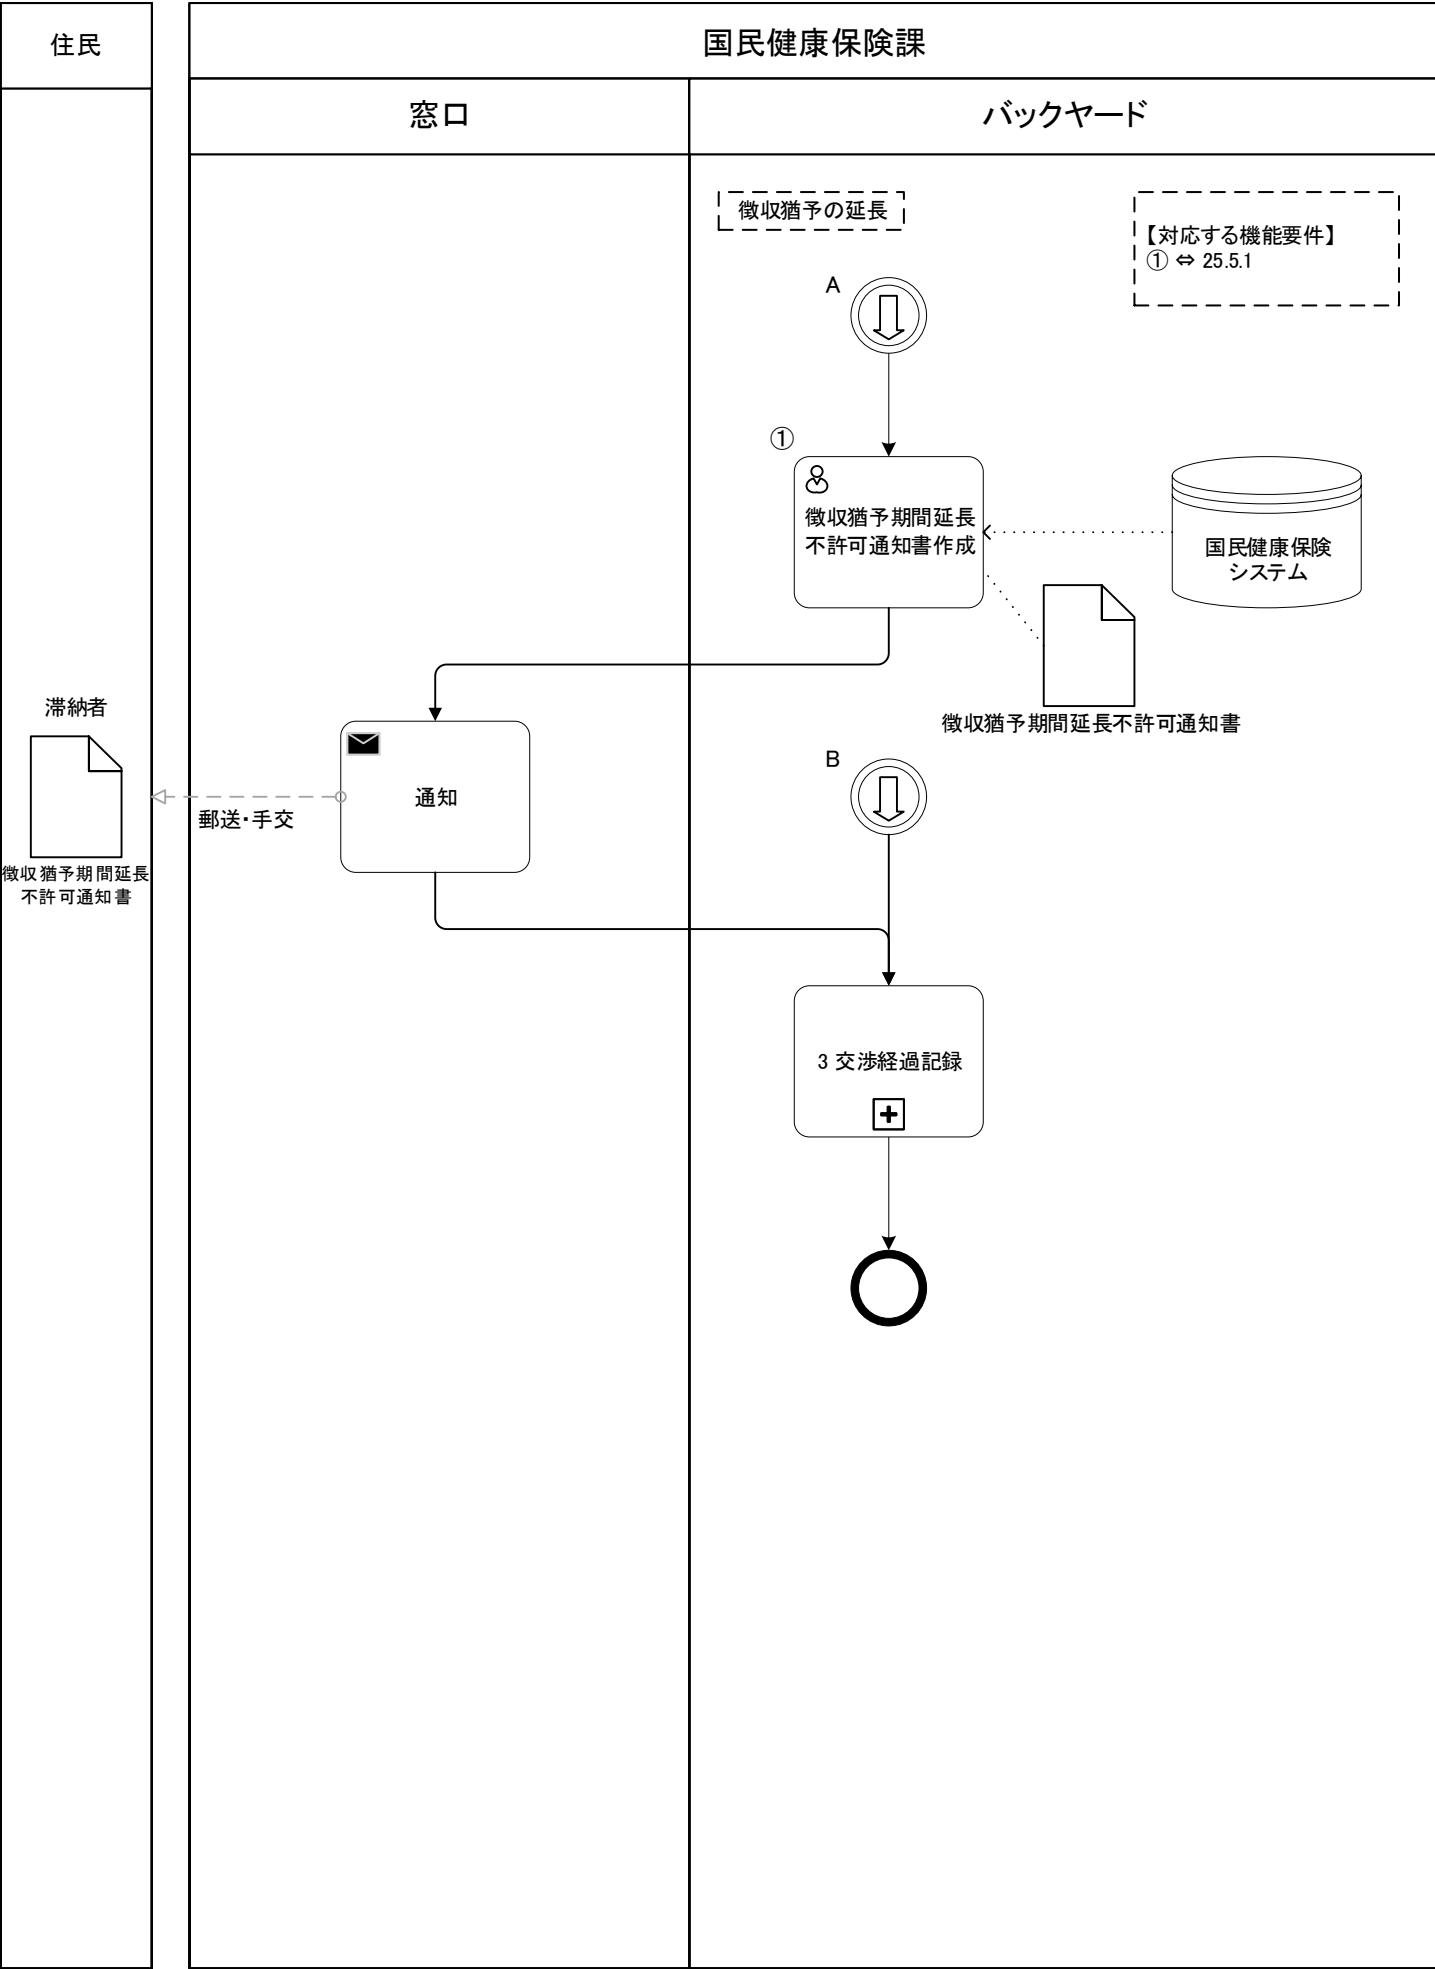 住民
国民健康保険課
窓口
バックヤード
徴収猶予の延長
【対応する機能要件】
① ⇔ 25.5.1
A
①
徴収猶予期間延長
不許可通知書作成
国民健康保険
システム
徴収猶予期間延長不許可通知書
滞納者
徴収猶予期間延長
不許可通知書
郵送・手交
通知
B
3 交渉経過記録